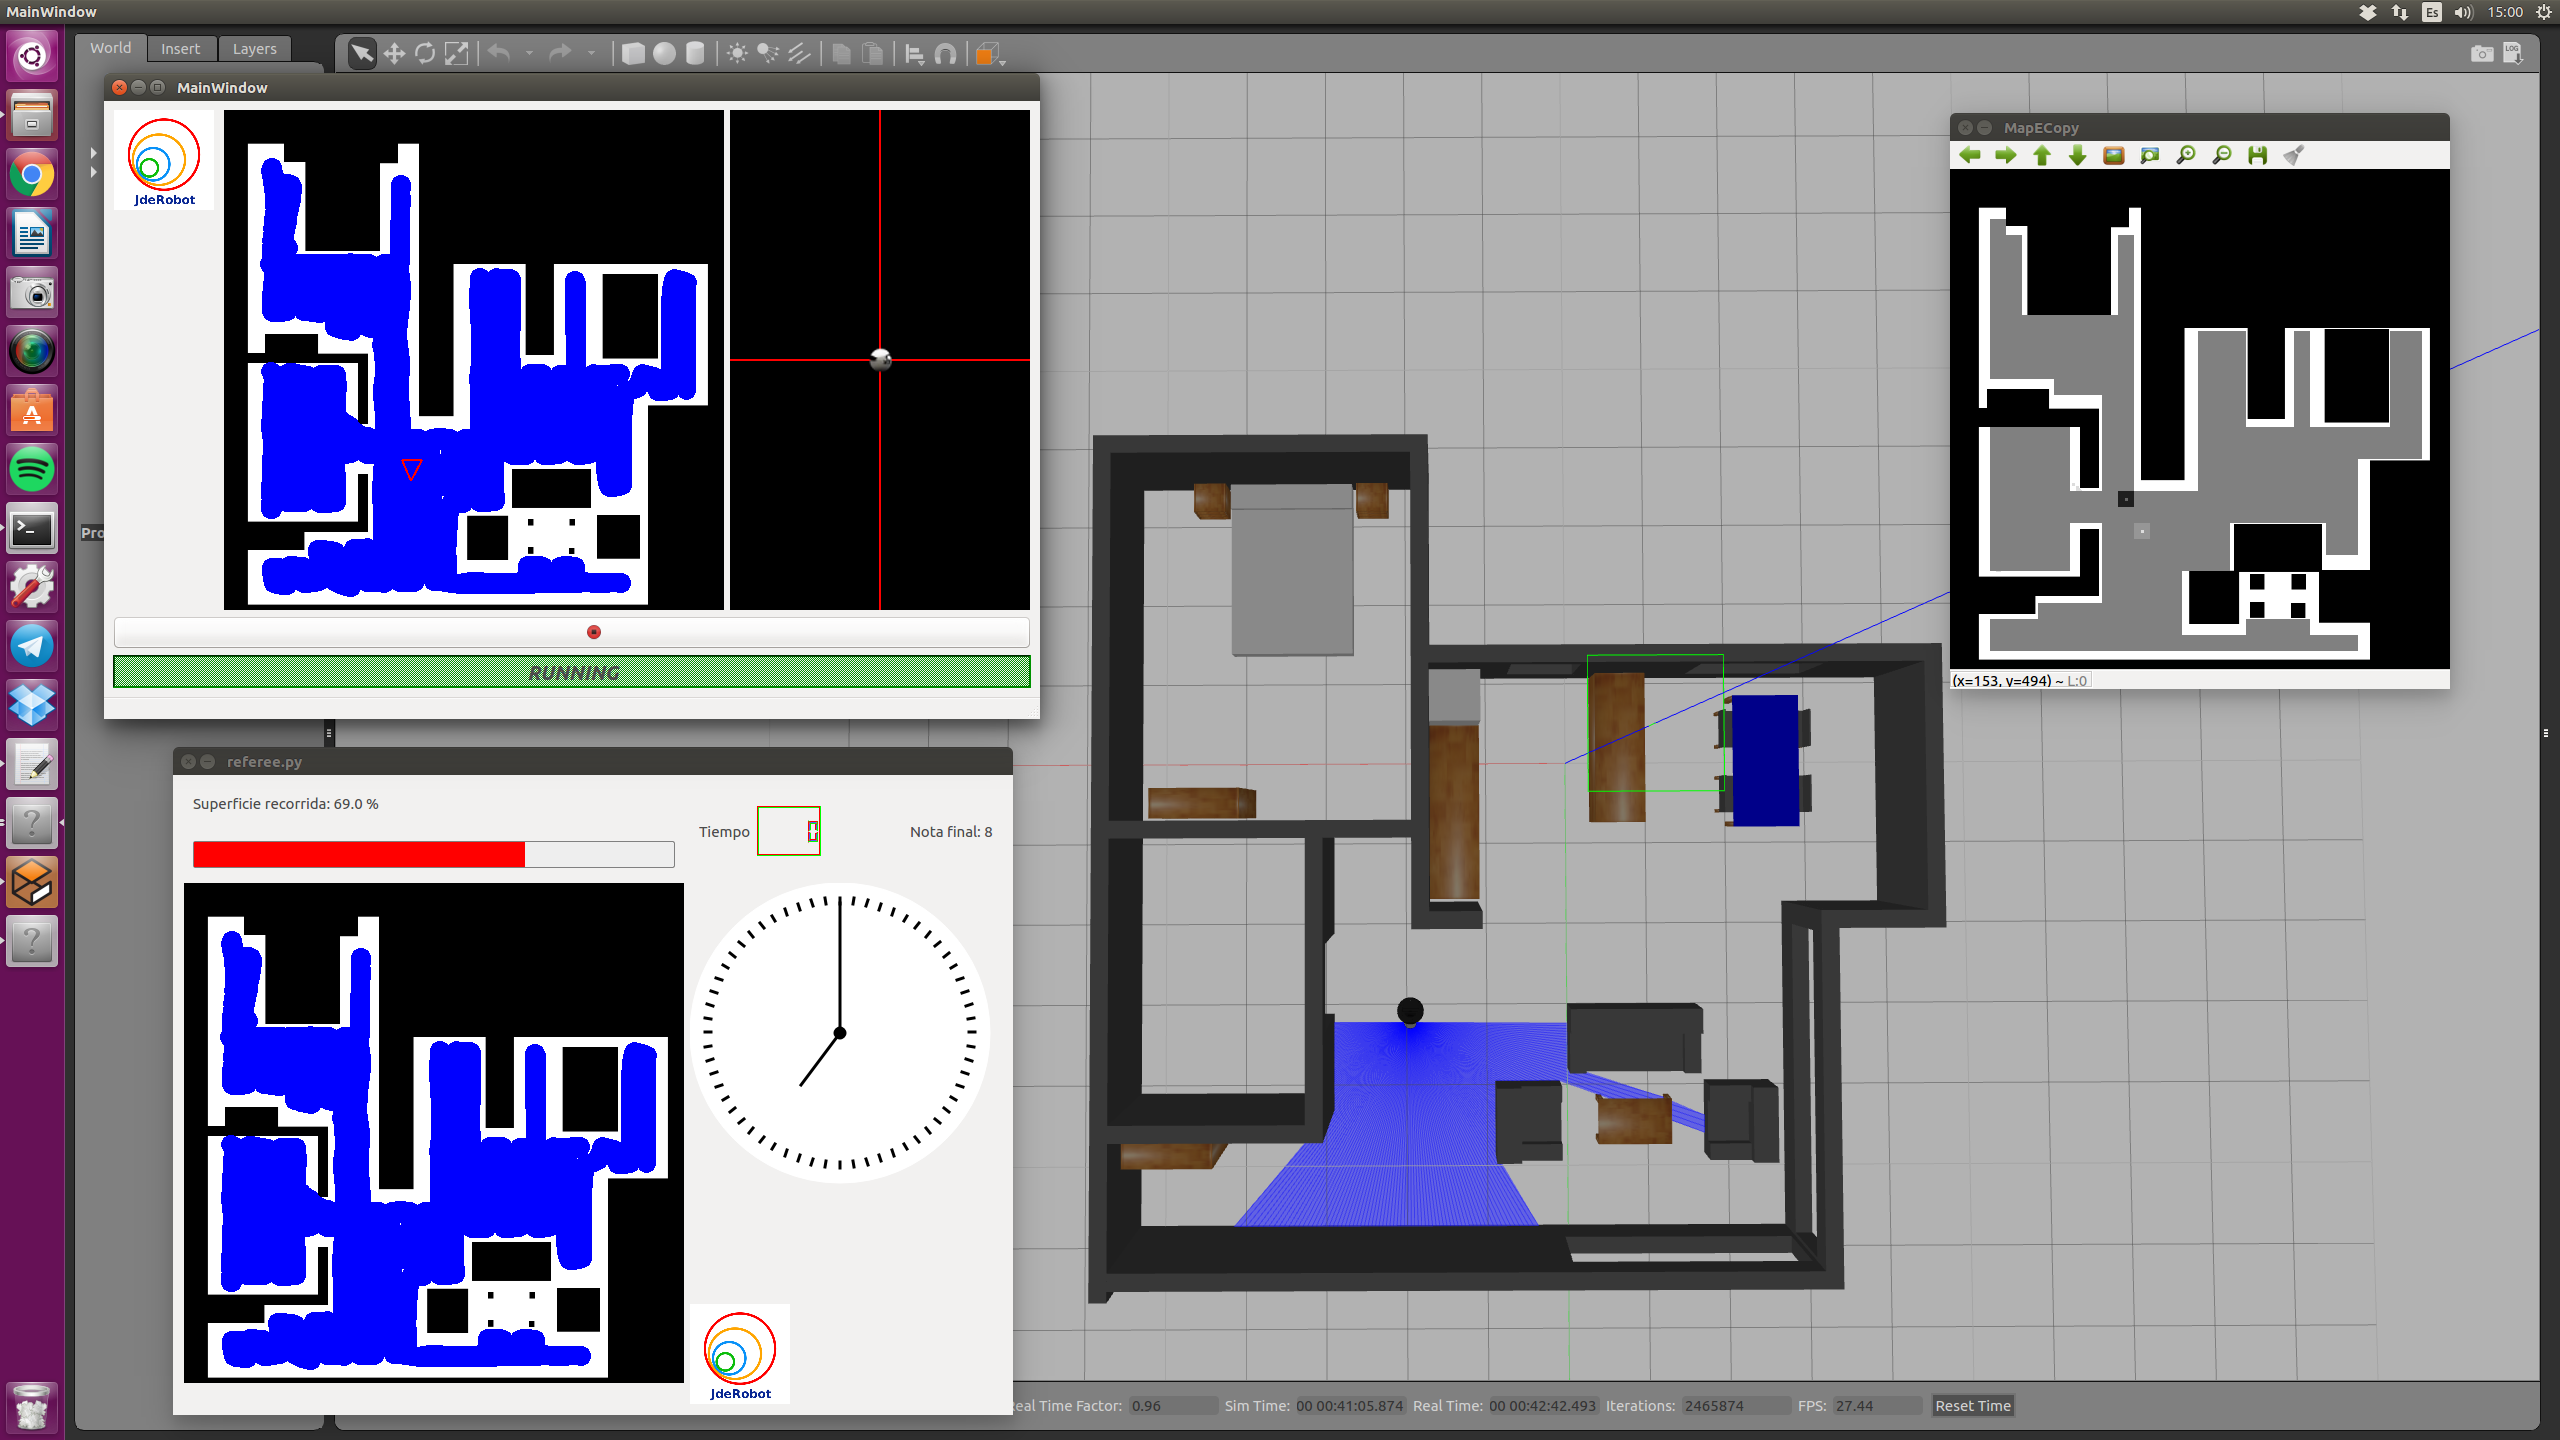 MainWindow
Es
15:00
World
Insert
Layers
LOG
MainWindow
JdeRobot
RUNNING
Pro
MapECopy
(x=153, y=494) ~ L:0
referee.py
Superficie recorrida: 69.0 %
Tiempo
Nota final: 8
JdeRobot
eal Time Factor:
0.96
Sim Time:
00 00:41:05.874
Real Time:
00 00:42:42.493
Iterations:
2465874
FPS:
27.44
Reset Time